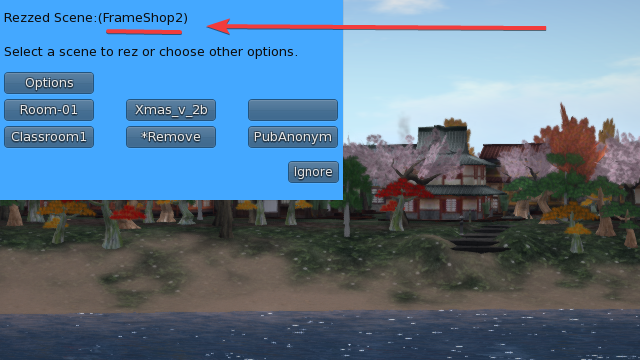 Rezzed Scene:(FrameShop2)
Select a scene to rez or choose other options.
Options
Room-01 Xmas_v_2b
Classroom1 *Remove PubAnonym
Ignore